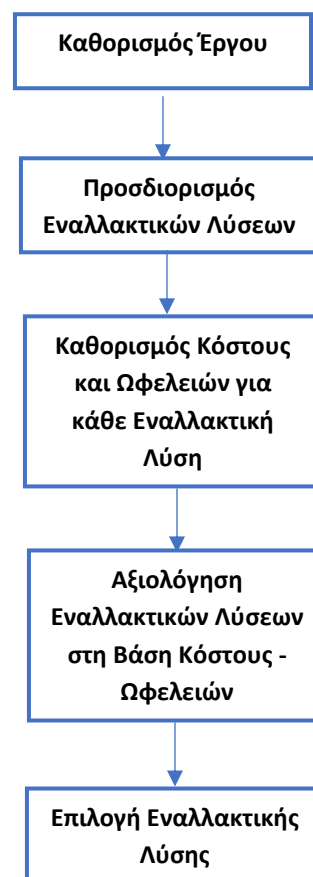 Καθορισμός Έργου
Προσδιορισμός
Εναλλακτικών Λύσεων
Καθορισμός Κόστους
και Ωφελειών για
κάθε Εναλλακτική
Λύση
Αξιολόγηση
Εναλλακτικών Λύσεων
στη Βάση Κόστους -
Ωφελειών
Επιλογή Εναλλακτικής
Λύσης